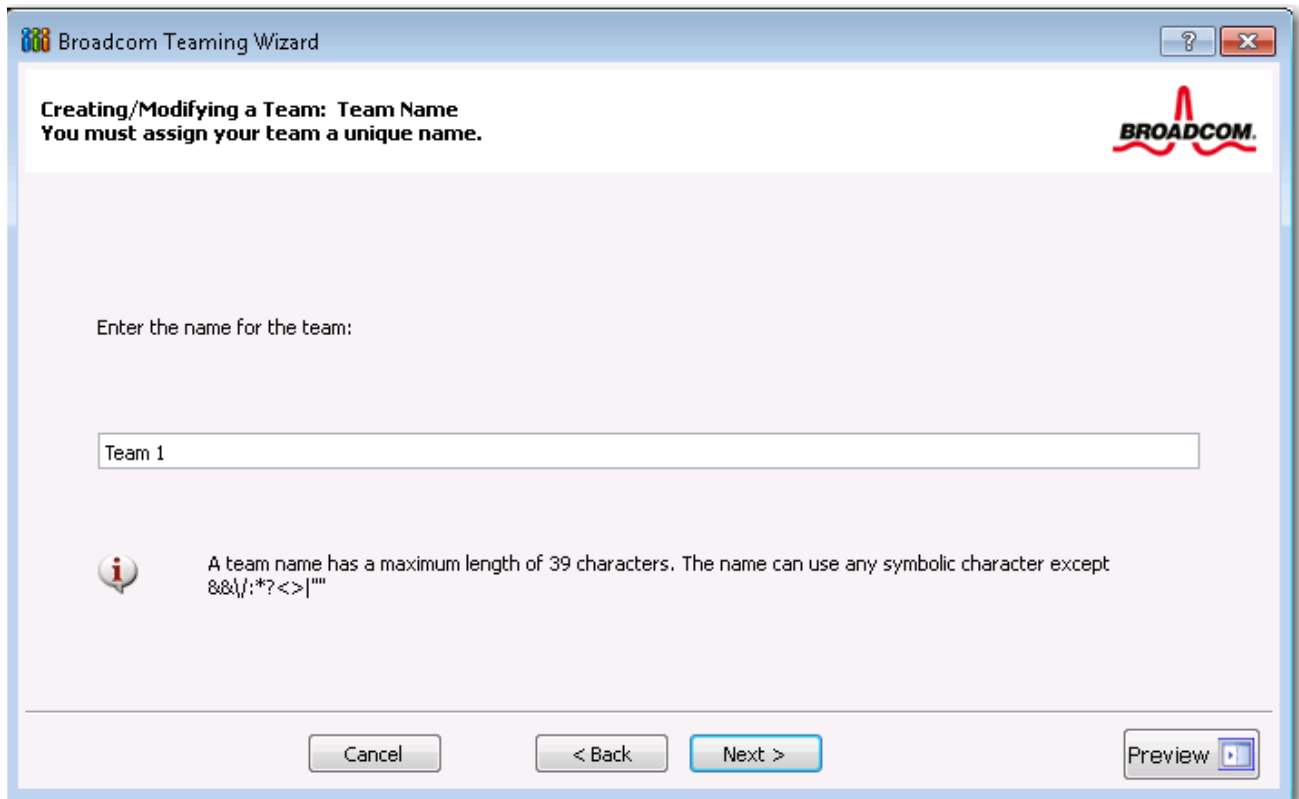 Broadcom Teaming Wizard
?
Creating/Modifying a Team: Team Name
You must assign your team a unique name.
BROADCOM.
Enter the name for the team:
Team 1
A team name has a maximum length of 39 characters. The name can use any symbolic character except
&&\/:*?<>|""
Cancel
< Back
Next >
Preview